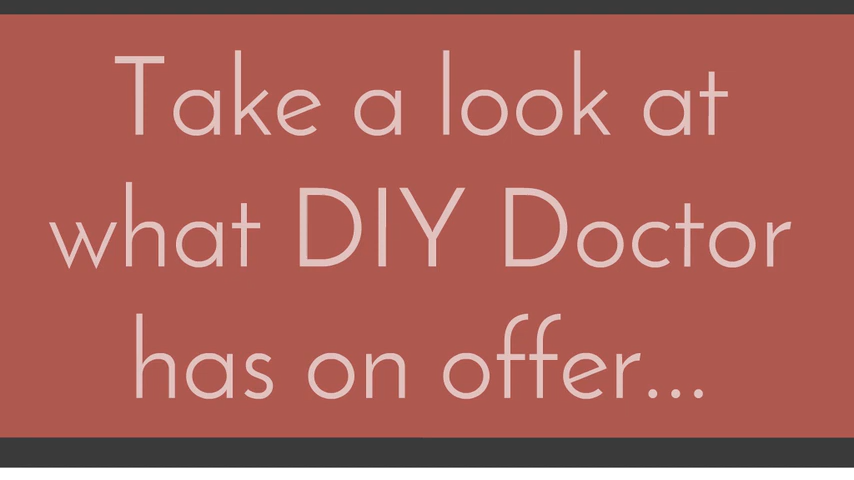 Take a look at
what DIY Doctor
has on offer...